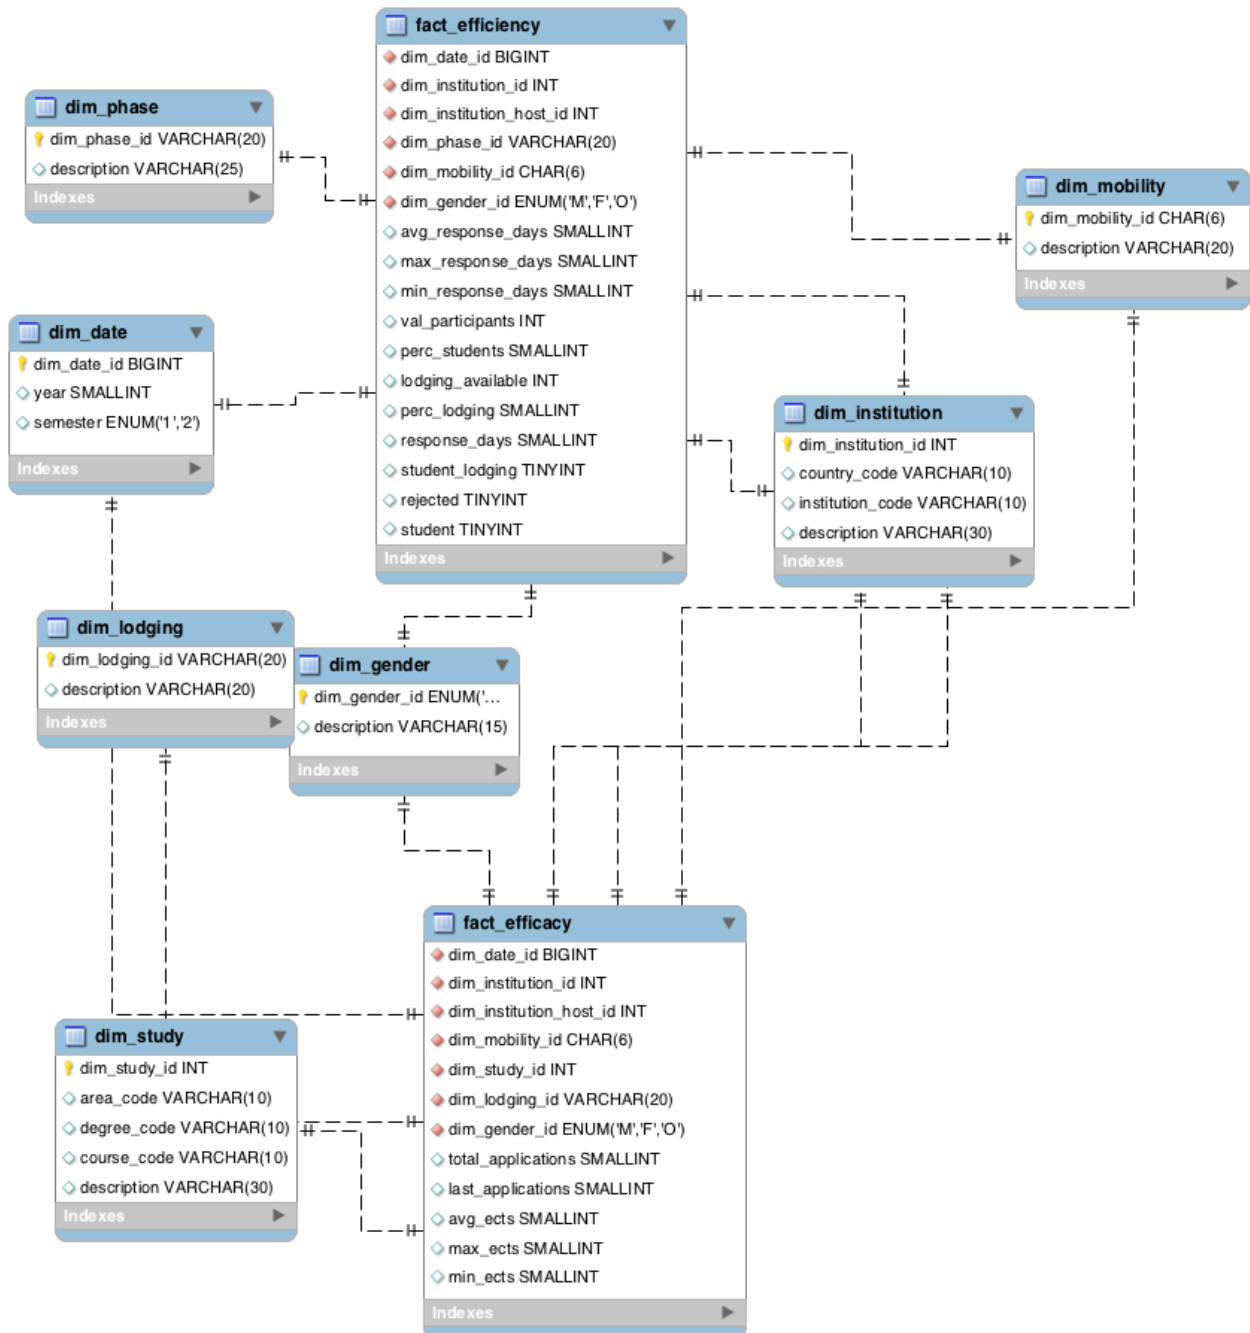 fact_efficiency
dim_date_id BIGINT
dim_institution_id INT
dim_institution_host_id INT
dim_phase_id VARCHAR(20)
dim_mobility_id CHAR(6)
dim_gender_id ENUM('M','F','O')
avg_response_days SMALLINT
max_response_days SMALLINT
min_response_days SMALLINT
val_participants INT
perc_students SMALLINT
lodging_available INT
perc_lodging SMALLINT
response_days SMALLINT
student_lodging TINYINT
rejected TINYINT
student TINYINT
Indexes
dim_phase
dim_phase_id VARCHAR(20)
description VARCHAR(25)
Indexes
dim_mobility
dim_mobility_id CHAR(6)
description VARCHAR(20)
Indexes
dim_date
dim_date_id BIGINT
year SMALLINT
semester ENUM('1','2')
Indexes
dim_institution
dim_institution_id INT
country_code VARCHAR(10)
institution_code VARCHAR(10)
description VARCHAR(30)
Indexes
dim_lodging
dim_lodging_id VARCHAR(20)
description VARCHAR(20)
Indexes
dim_gender
dim_gender_id ENUM('...
description VARCHAR(15)
Indexes
fact_efficacy
dim_date_id BIGINT
dim_institution_id INT
dim_institution_host_id INT
dim_mobility_id CHAR(6)
dim_study_id INT
dim_lodging_id VARCHAR(20)
dim_gender_id ENUM('M','F','O')
total_applications SMALLINT
last_applications SMALLINT
avg_ects SMALLINT
max_ects SMALLINT
min_ects SMALLINT
Indexes
dim_study
dim_study_id INT
area_code VARCHAR(10)
degree_code VARCHAR(10)
course_code VARCHAR(10)
description VARCHAR(30)
Indexes